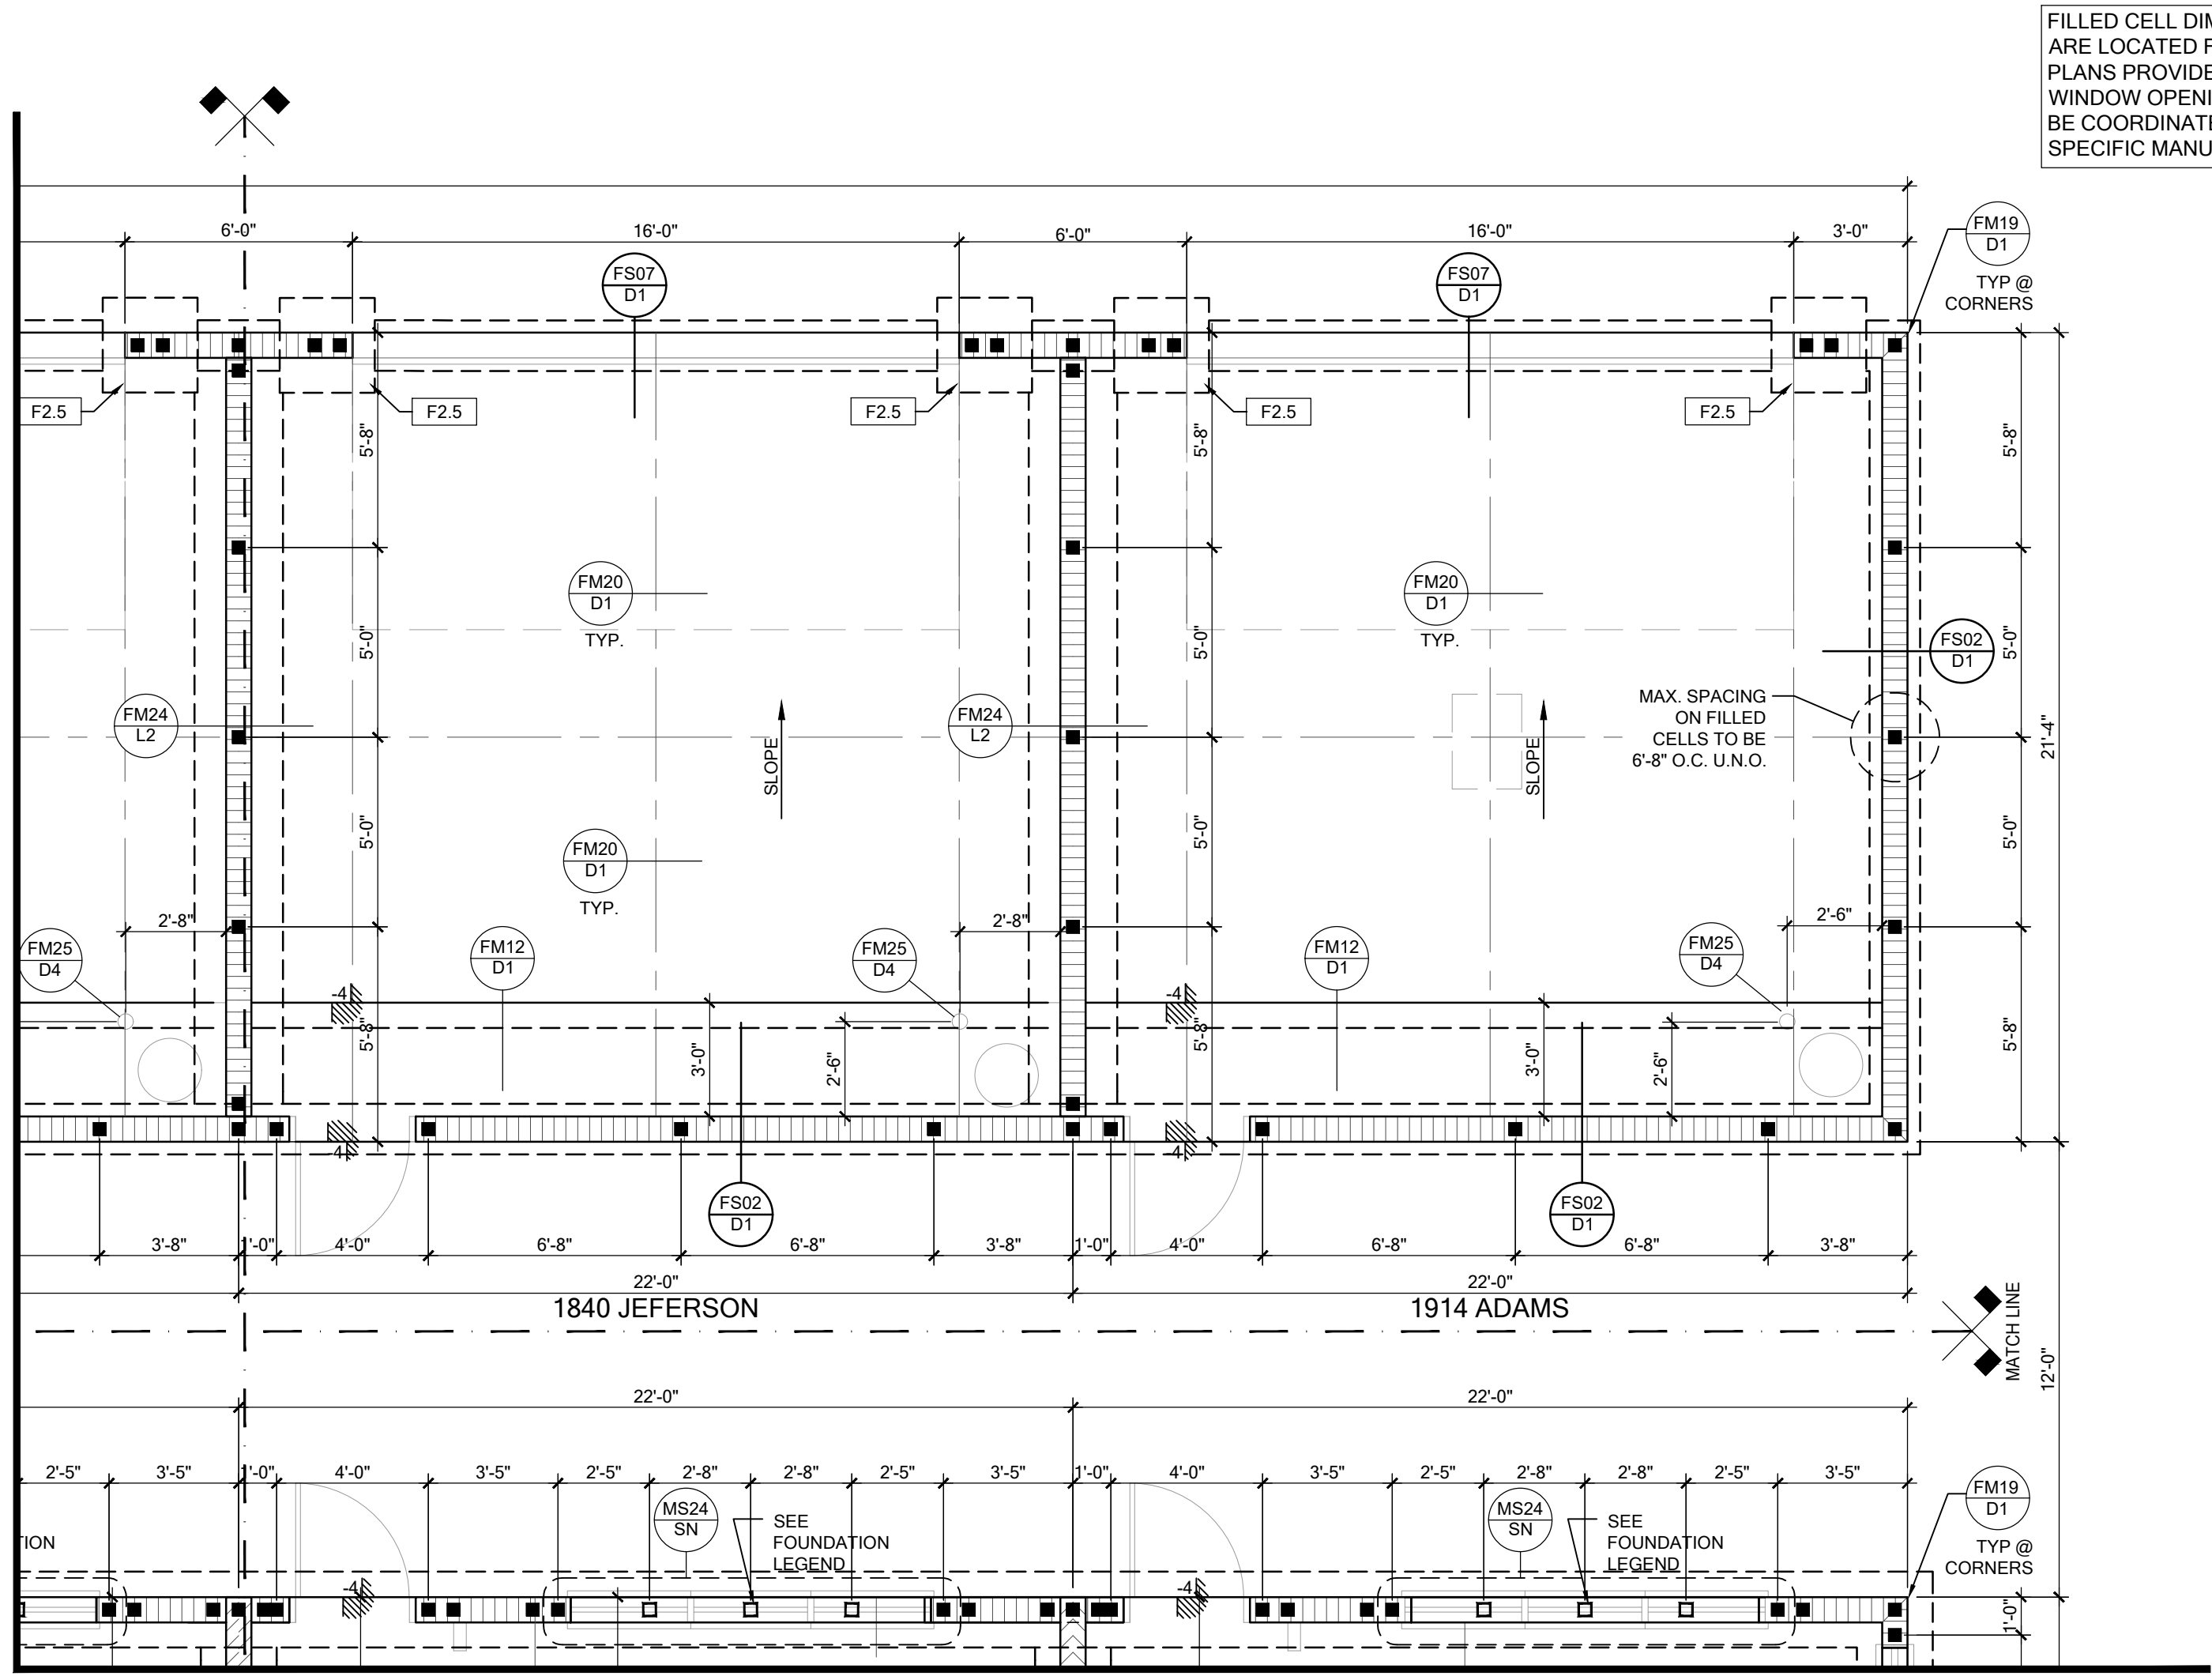 FILLED CELL DIM
ARE LOCATED F
PLANS PROVIDE
WINDOW OPENI
BE COORDINATE
SPECIFIC MANU
6'-0"
16'-0"
6'-0"
16'-0"
3'-0"
FM19
D1
TYP @
CORNERS
FS07
D1
FS07
D1
F2.5
F2.5
F2.5
F2.5
F2.5
5'-8"
5'-8"
5'-8"
FM20
D1
TYP.
FM20
D1
TYP.
5'-0"
5'-0"
5'-0"
FS02
D1
FM24
L2
FM24
L2
SLOPE
SLOPE
MAX. SPACING
ON FILLED
CELLS TO BE
6'-8" O.C. U.N.O.
21'-4"
5'-0"
5'-0"
5'-0"
FM20
D1
TYP.
2'-8"
2'-8"
2'-6"
FM25
D4
FM12
D1
FM25
D4
FM12
D1
FM25
D4
-4
-4
5'-8"
3'-0"
2'-6"
5'-8"
3'-0"
2'-6"
5'-8"
-4
-4
FS02
D1
FS02
D1
3'-8"
1'-0"
4'-0"
6'-8"
6'-8"
3'-8"
1'-0"
4'-0"
6'-8"
6'-8"
3'-8"
22'-0"
22'-0"
1840 JEFERSON
1914 ADAMS
MATCH LINE
12'-0"
22'-0"
22'-0"
2'-5"
3'-5"
1'-0"
4'-0"
3'-5"
2'-5"
2'-8"
2'-8"
2'-5"
3'-5"
1'-0"
4'-0"
3'-5"
2'-5"
2'-8"
2'-8"
2'-5"
3'-5"
FM19
D1
TYP @
CORNERS
MS24
SN
SEE
FOUNDATION
LEGEND
MS24
SN
SEE
FOUNDATION
LEGEND
TION
-4
-4
1'-0"